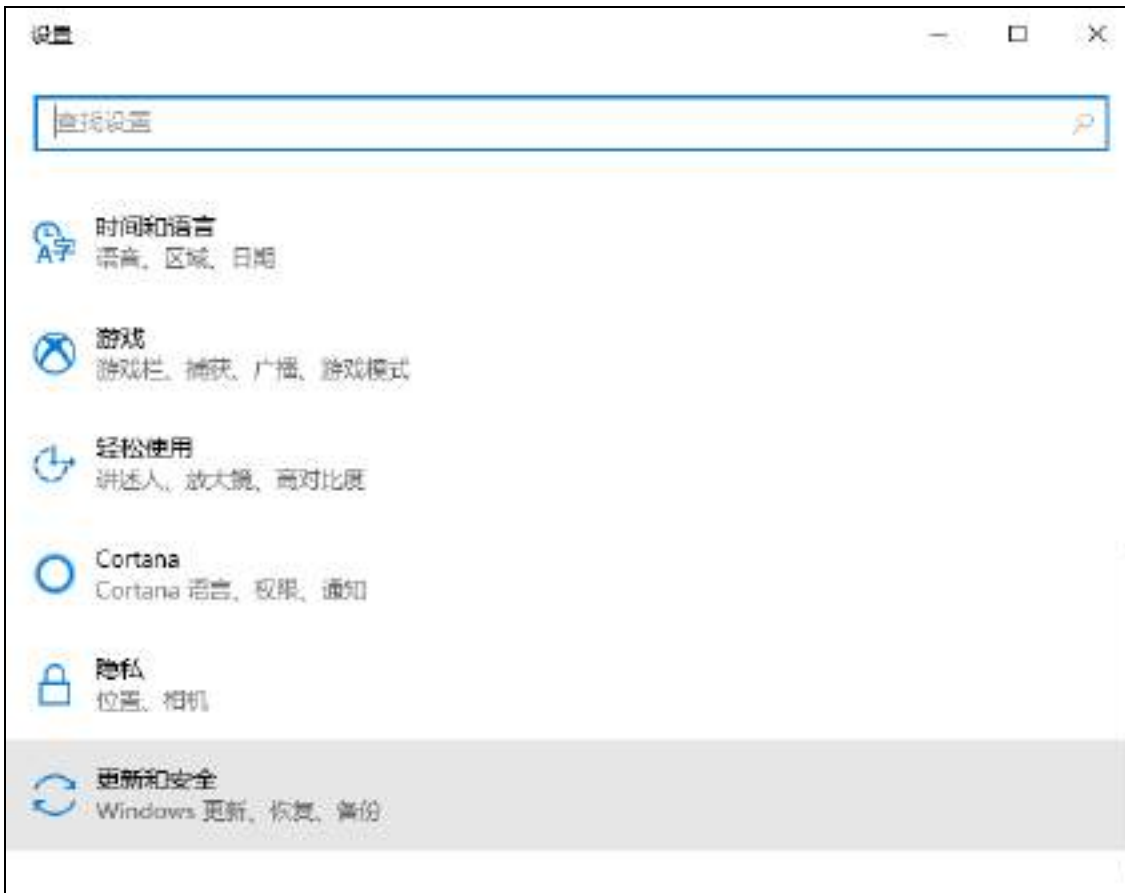 设置
查找设置
时间和语言
语音、区域、日期
游戏
游戏栏、捕获、广播、游戏模式
轻松使用
讲述人、放大镜、高对比度
Cortana
Cortana 语言、权限、通知
隐私
位置、相机
更新和安全
Windows 更新、恢复、备份